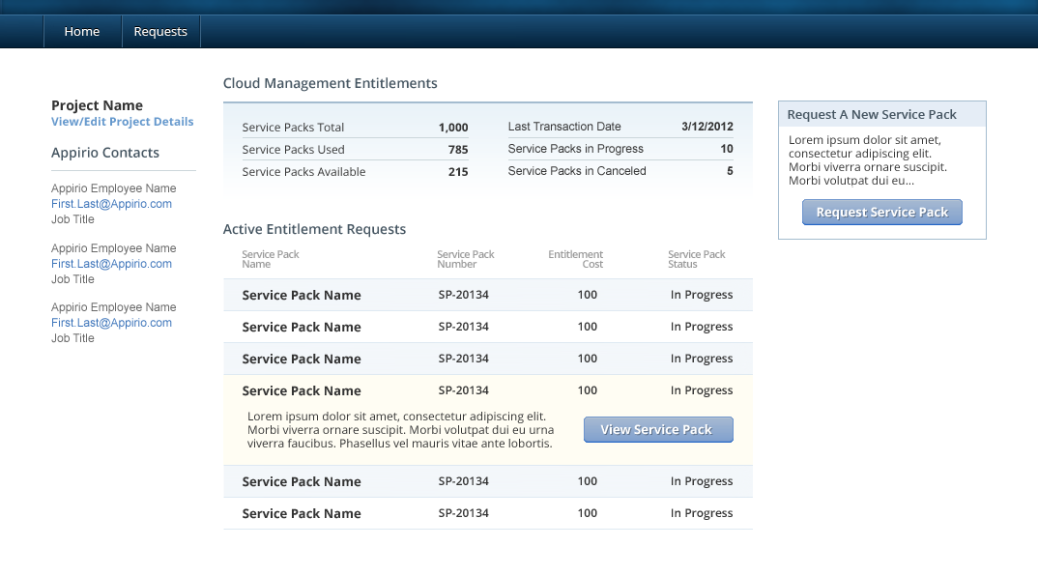 Home Requests
Project Name
View/Edit Project Details
Appirio Contacts
Appirio Employee Name
First.Last@Appirio.com
Job Title
Appirio Employee Name
First.Last@Appirio.com
Job Title
Appirio Employee Name
First.Last@Appirio.com
Job Title
Cloud Management Entitlements
Service Packs Total 1,000
Service Packs Used 785
Service Packs Available 215
Last Transaction Date 3/12/2012
Service Packs in Progress 10
Service Packs in Canceled 5
Active Entitlement Requests
Service Pack Name
Service Pack Number
Entitlement Cost
Service Pack Status
Service Pack Name SP-20134 100 In Progress
Service Pack Name SP-20134 100 In Progress
Service Pack Name SP-20134 100 In Progress
Service Pack Name SP-20134 100 In Progress
Lorem ipsum dolor sit amet, consectetur adipiscing elit.
Morbi viverra ornare suscipit. Morbi volutpat dui eu urna
viverra faucibus. Phasellus vel mauris vitae ante lobortis.
View Service Pack
Service Pack Name SP-20134 100 In Progress
Service Pack Name SP-20134 100 In Progress
Request A New Service Pack
Lorem ipsum dolor sit amet,
consectetur adipiscing elit.
Morbi viverra ornare suscipit.
Morbi volutpat dui eu...
Request Service Pack